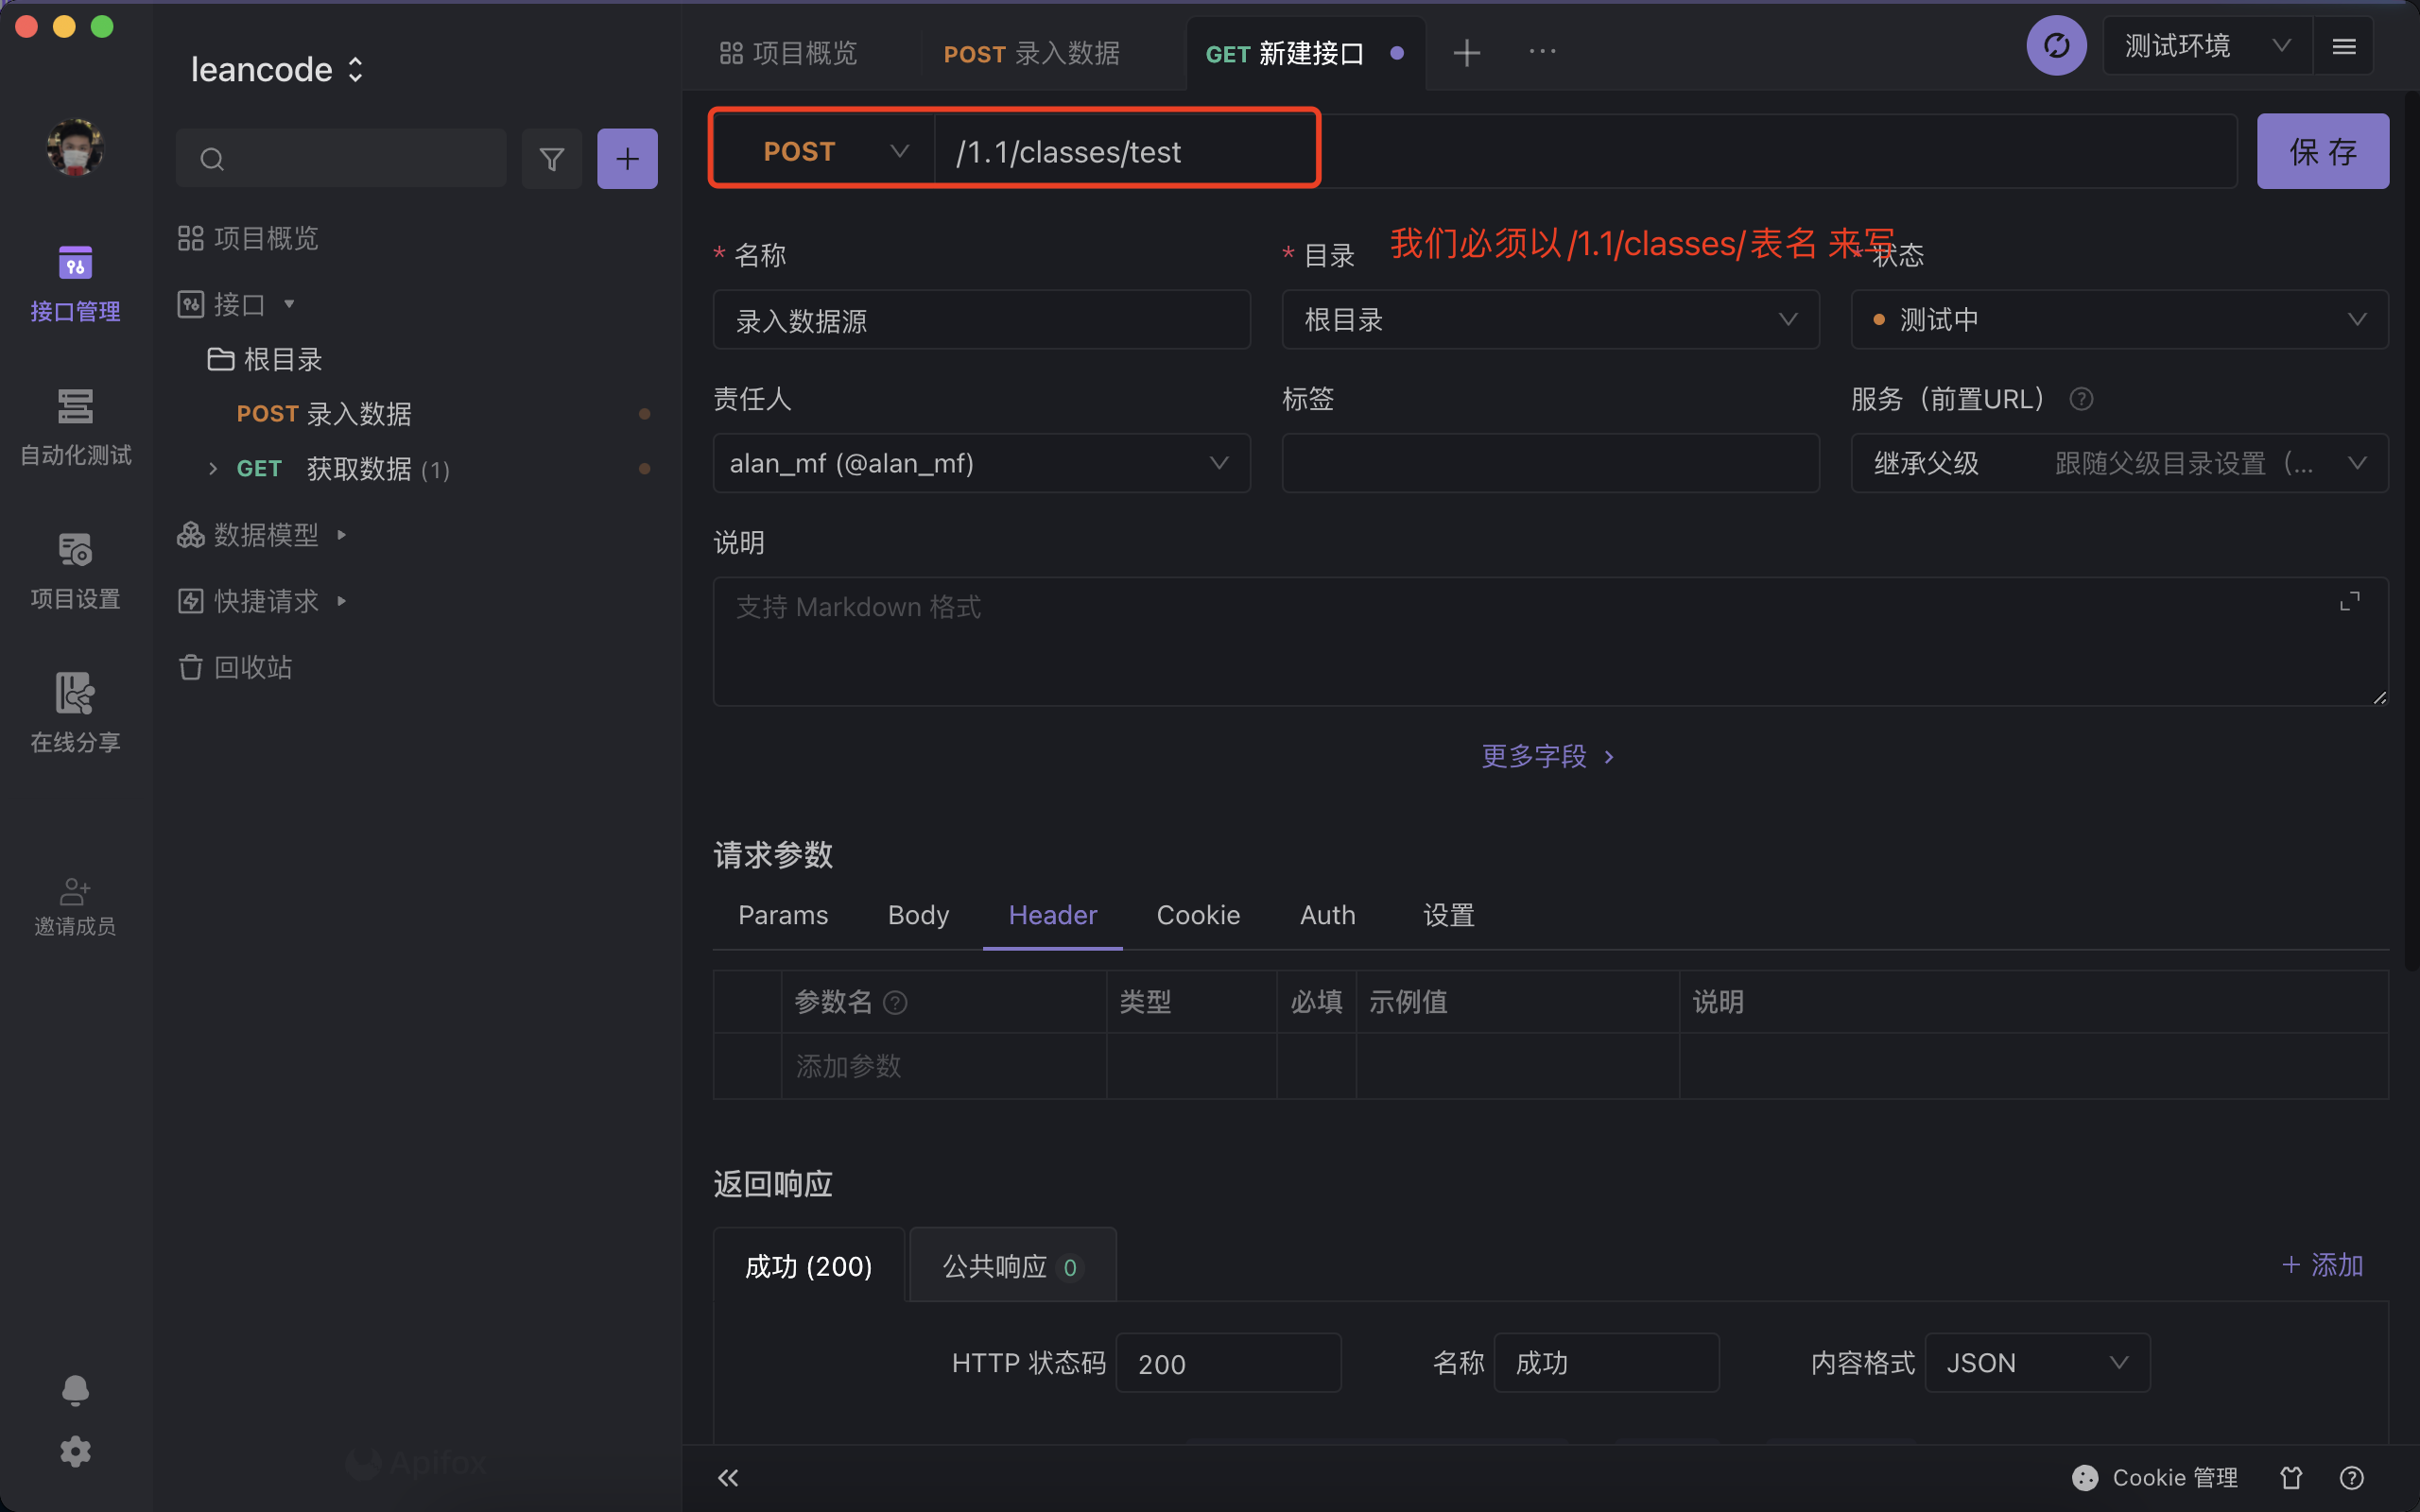 leancode
项目概览
POST 录入数据
GET 新建接口
测试环境
接口管理
自动化测试
项目设置
在线分享
邀请成员
项目概览
接口
根目录
POST 录入数据
GET 获取数据 (1)
数据模型
快捷请求
回收站
Apifox
POST /1.1/classes/test
保 存
我们必须以 /1.1/classes/ 表名 来写
* 名称
* 目录
* 状态
录入数据源
根目录
测试中
责任人
标签
服务（前置URL）
alan_mf (@alan_mf)
继承父级 跟随父级目录设置（...
说明
支持 Markdown 格式
更多字段
请求参数
Params Body Header Cookie Auth 设置
参数名 类型 必填 示例值 说明
添加参数
返回响应
成功 (200) 公共响应 0
+ 添加
HTTP 状态码 200 名称 成功 内容格式 JSON
Cookie 管理